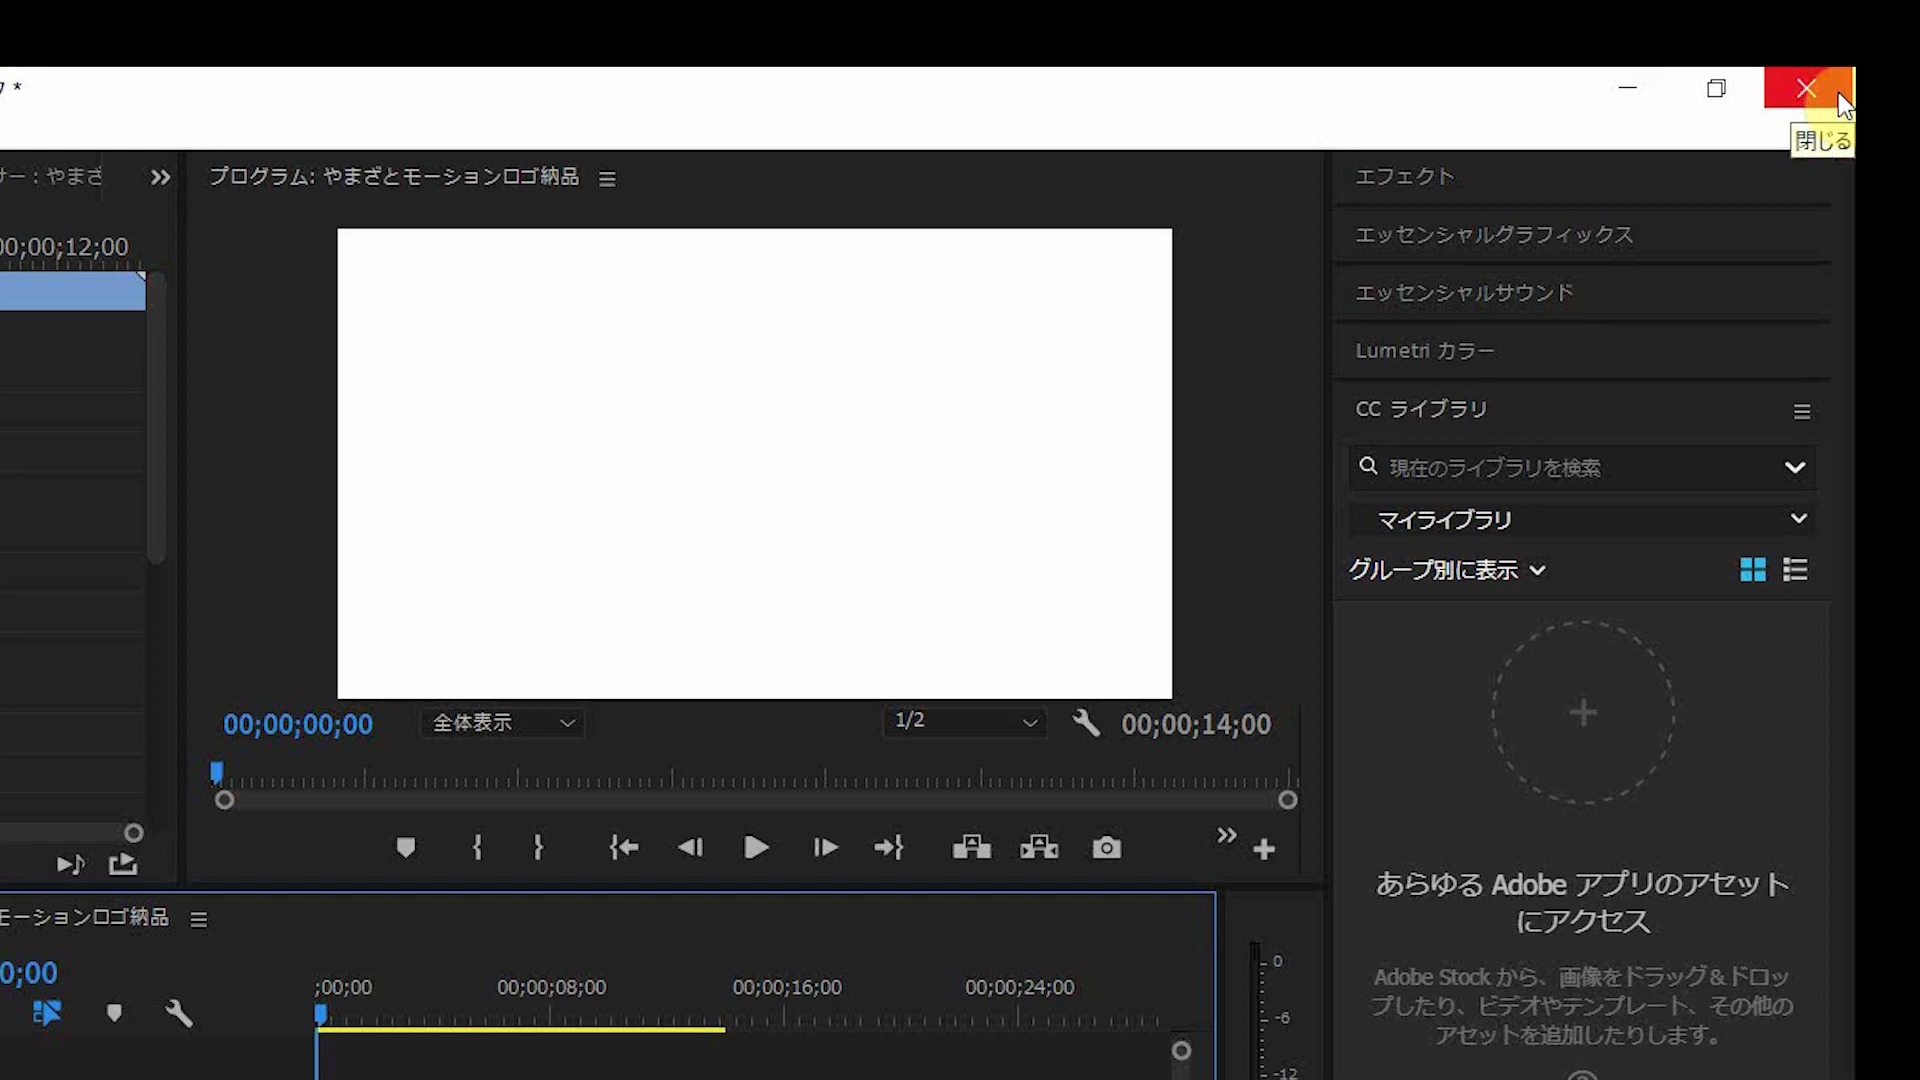 *
閉じる
サー：やまざ
プログラム: やまざとモーションロゴ納品
エフェクト
エッセンシャルグラフィックス
00;00;12;00
エッセンシャルサウンド
Lumetri カラー
CC ライブラリ
現在のライブラリを検索
マイライブラリ
グループ別に表示
00;00;00;00
全体表示
1/2
00;00;14;00
あらゆる Adobe アプリのアセット
にアクセス
Adobe Stock から、画像をドラッグ＆ドロッ
プしたり、ビデオやテンプレート、その他の
アセットを追加したりします。
モーションロゴ納品
0;00
;00;00
00;00;08;00
00;00;16;00
00;00;24;00
0
-6
-12